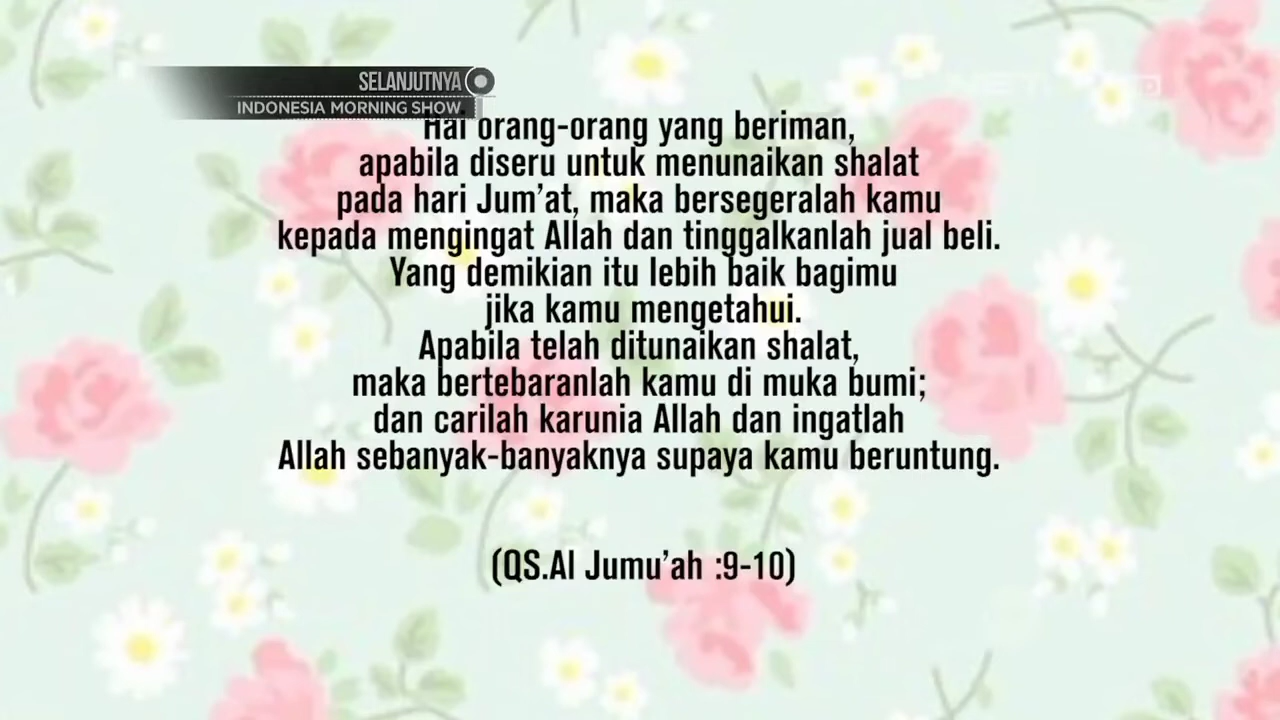 SELANJUTNYA
INDONESIA MORNING SHOW
Hai orang-orang yang beriman,
apabila diseru untuk menunaikan shalat
pada hari Jum’at, maka bersegeralah kamu
kepada mengingat Allah dan tinggalkanlah jual beli.
Yang demikian itu lebih baik bagimu
jika kamu mengetahui.
Apabila telah ditunaikan shalat,
maka bertebaranlah kamu di muka bumi;
dan carilah karunia Allah dan ingatlah
Allah sebanyak-banyaknya supaya kamu beruntung.
(QS.Al Jumu’ah :9-10)